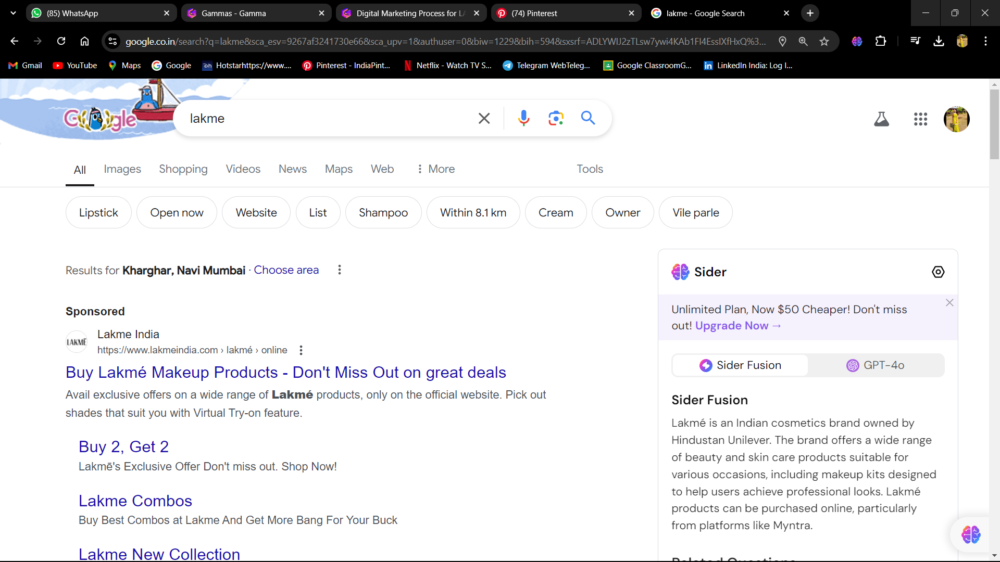 (85) WhatsApp
Gammas - Gamma
Digital Marketing Process for LA
(74) Pinterest
lakme - Google Search
google.co.in/search?q=lakme&sca_esv=9267af3241730e66&sca_upv=1&authuser=0&biw=1229&bih=594&sxsrf=ADLYWIJ2zTLsw7ywi4KAb1Fl4EssIXfHxQ%3...
Gmail
YouTube
Maps
Google
Hotstarhttps://www....
Pinterest - IndiaPint...
Netflix - Watch TV S...
Telegram WebTeleg...
Google ClassroomG...
LinkedIn India: Log I...
Google
lakme
All
Images
Shopping
Videos
News
Maps
Web
More
Tools
Lipstick
Open now
Website
List
Shampoo
Within 8.1 km
Cream
Owner
Vile parle
Results for Kharghar, Navi Mumbai · Choose area
Sponsored
LAKMĒ
Lakme India
https://www.lakmeindia.com › lakmé › online
Buy Lakmé Makeup Products - Don't Miss Out on great deals
Avail exclusive offers on a wide range of Lakmé products, only on the official website. Pick out
shades that suit you with Virtual Try-on feature.
Buy 2, Get 2
Lakmē's Exclusive Offer Don't miss out. Shop Now!
Lakme Combos
Buy Best Combos at Lakme And Get More Bang For Your Buck
Lakme New Collection
Sider
Unlimited Plan, Now $50 Cheaper! Don't miss
out! Upgrade Now →
Sider Fusion
GPT-4o
Sider Fusion
Lakmé is an Indian cosmetics brand owned by
Hindustan Unilever. The brand offers a wide range
of beauty and skin care products suitable for
various occasions, including makeup kits designed
to help users achieve professional looks. Lakmé
products can be purchased online, particularly
from platforms like Myntra.
Related Questions